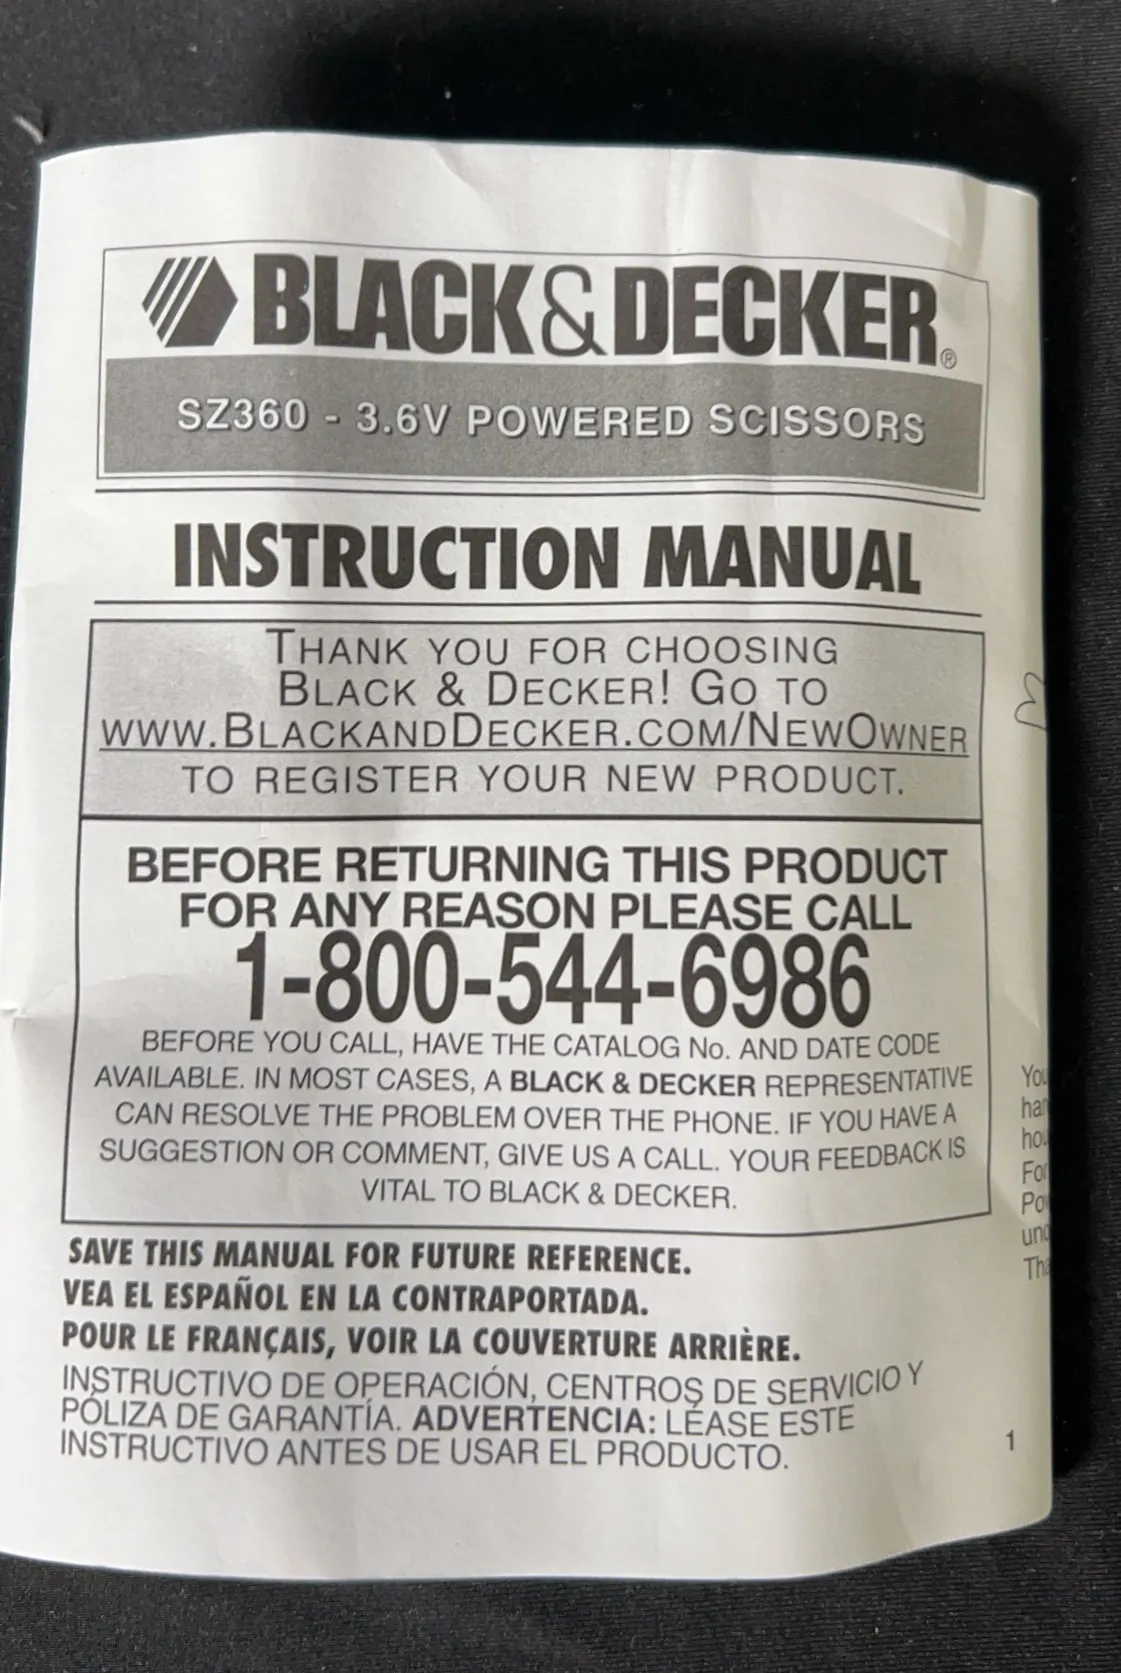 BLACK&DECKER®
SZ360 - 3.6V POWERED SCISSORS
INSTRUCTION MANUAL
THANK YOU FOR CHOOSING
BLACK & DECKER! GO TO
WWW.BLACKANDDECKER.COM/NEWOWNER
TO REGISTER YOUR NEW PRODUCT.
BEFORE RETURNING THIS PRODUCT
FOR ANY REASON PLEASE CALL
1-800-544-6986
BEFORE YOU CALL, HAVE THE CATALOG No. AND DATE CODE
AVAILABLE. IN MOST CASES, A BLACK & DECKER REPRESENTATIVE
CAN RESOLVE THE PROBLEM OVER THE PHONE. IF YOU HAVE A
SUGGESTION OR COMMENT, GIVE US A CALL. YOUR FEEDBACK IS
VITAL TO BLACK & DECKER.
SAVE THIS MANUAL FOR FUTURE REFERENCE.
VEA EL ESPAÑOL EN LA CONTRAPORTADA.
POUR LE FRANÇAIS, VOIR LA COUVERTURE ARRIÈRE.
INSTRUCTIVO DE OPERACIÓN, CENTROS DE SERVICIO Y
PÓLIZA DE GARANTÍA. ADVERTENCIA: LÉASE ESTE
INSTRUCTIVO ANTES DE USAR EL PRODUCTO.
1